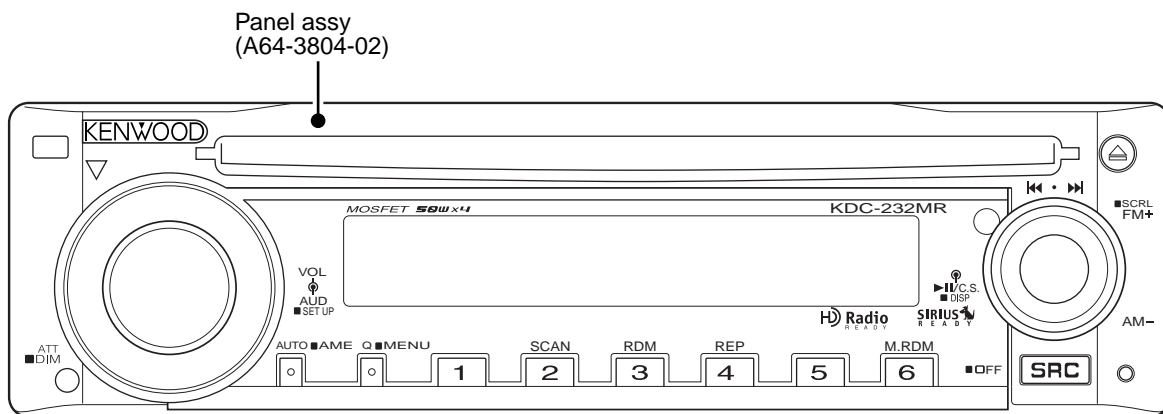 Panel assy
(A64-3804-02)
KENWOOD
MOSFET 50W×4
KDC-232MR
■SCRL
FM+
VOL
AUD
■SET UP
/C.S.
■DISP
HD Radio
READY
SIRIUS
READY
AM−
ATT
■DIM
AUTO ■AME
Q ■MENU
SCAN
RDM
REP
M.RDM
1
2
3
4
5
6
■OFF
SRC